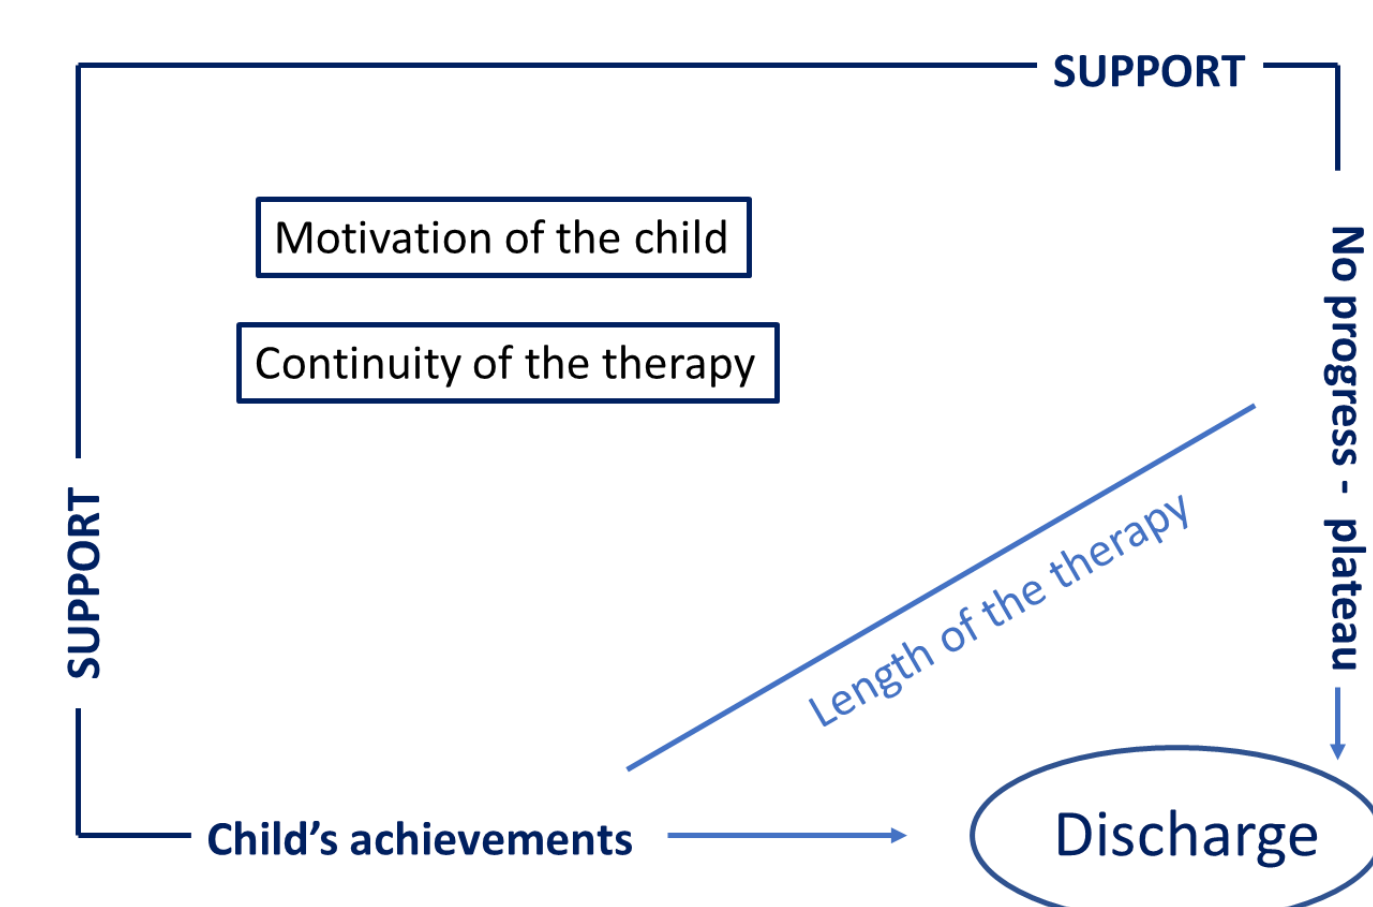 SUPPORT
Motivation of the child
Continuity of the therapy
No progress - plateau
SUPPORT
Length of the therapy
Child’s achievements
Discharge